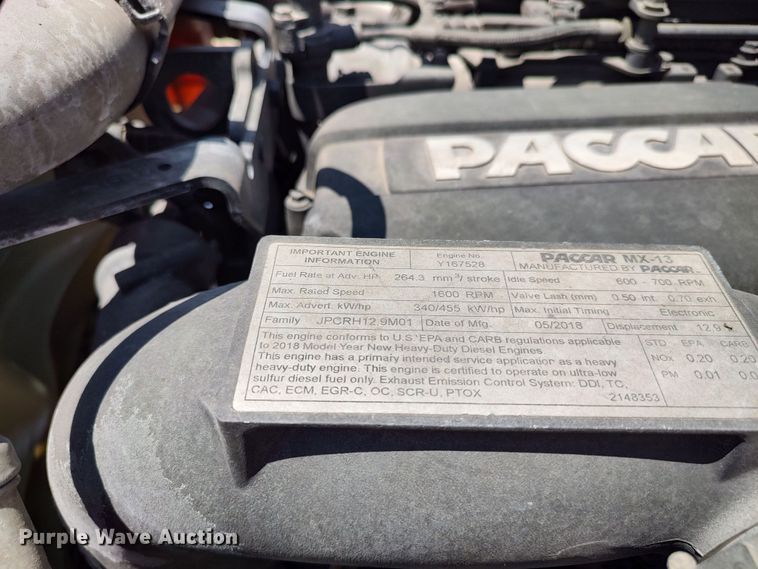 PACCA
IMPORTANT ENGINE INFORMATION
Engine No. Y167528
PACCAR MX-13
MANUFACTURED BY PACCAR
Fuel Rate at Adv. HP 264.3 mm³/ stroke Idle Speed 600 - 700 RPM
Max. Rated Speed 1600 RPM Valve Lash (mm) 0.50 int. 0.70 exh
Max. Advert. kW/hp 340/455 kW/hp Max. Initial Timing Electronic
Family JPCRH12.9M01 Date of Mfg. 05/2018 Displacement 12.9
This engine conforms to U.S. EPA and CARB regulations applicable
to 2018 Model Year New Heavy-Duty Diesel Engines.
This engine has a primary intended service application as a heavy
heavy-duty engine. This engine is certified to operate on ultra-low
sulfur diesel fuel only. Exhaust Emission Control System: DDI, TC,
CAC, ECM, EGR-C, OC, SCR-U, PTOX
STD EPA CARB
NOx 0.20 0.20
PM 0.01 0.0
2148353
Purple Wave Auction